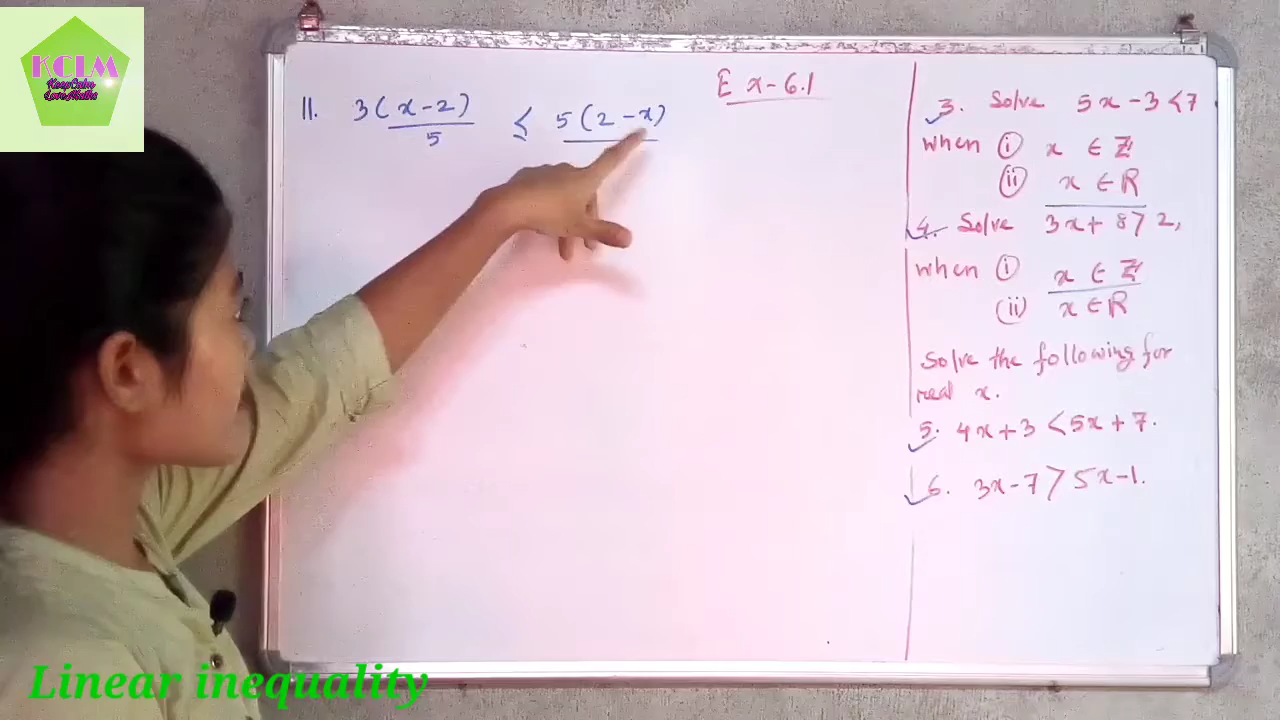 KCLM
KeepCalm
LoveMaths
Ex-6.1
11. 3(x-2)/5 ≤ 5(2-x)
3. Solve 5x-3<7
when (i) x ∈ Z
(ii) x ∈ R
4. Solve 3x+8>2,
when (i) x ∈ Z
(ii) x ∈ R
Solve the following for
real x.
5. 4x+3<5x+7.
6. 3x-7>5x-1.
Linear inequality